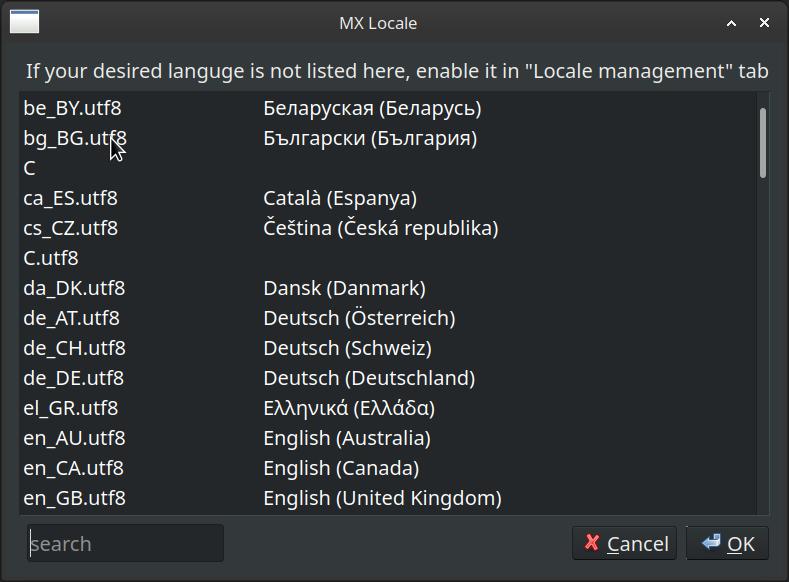 MX Locale
If your desired languge is not listed here, enable it in "Locale management" tab
be_BY.utf8 Беларуская (Беларусь)
bg_BG.utf8 Български (България)
C
ca_ES.utf8 Català (Espanya)
cs_CZ.utf8 Čeština (Česká republika)
C.utf8
da_DK.utf8 Dansk (Danmark)
de_AT.utf8 Deutsch (Österreich)
de_CH.utf8 Deutsch (Schweiz)
de_DE.utf8 Deutsch (Deutschland)
el_GR.utf8 Ελληνικά (Ελλάδα)
en_AU.utf8 English (Australia)
en_CA.utf8 English (Canada)
en_GB.utf8 English (United Kingdom)
search Cancel OK